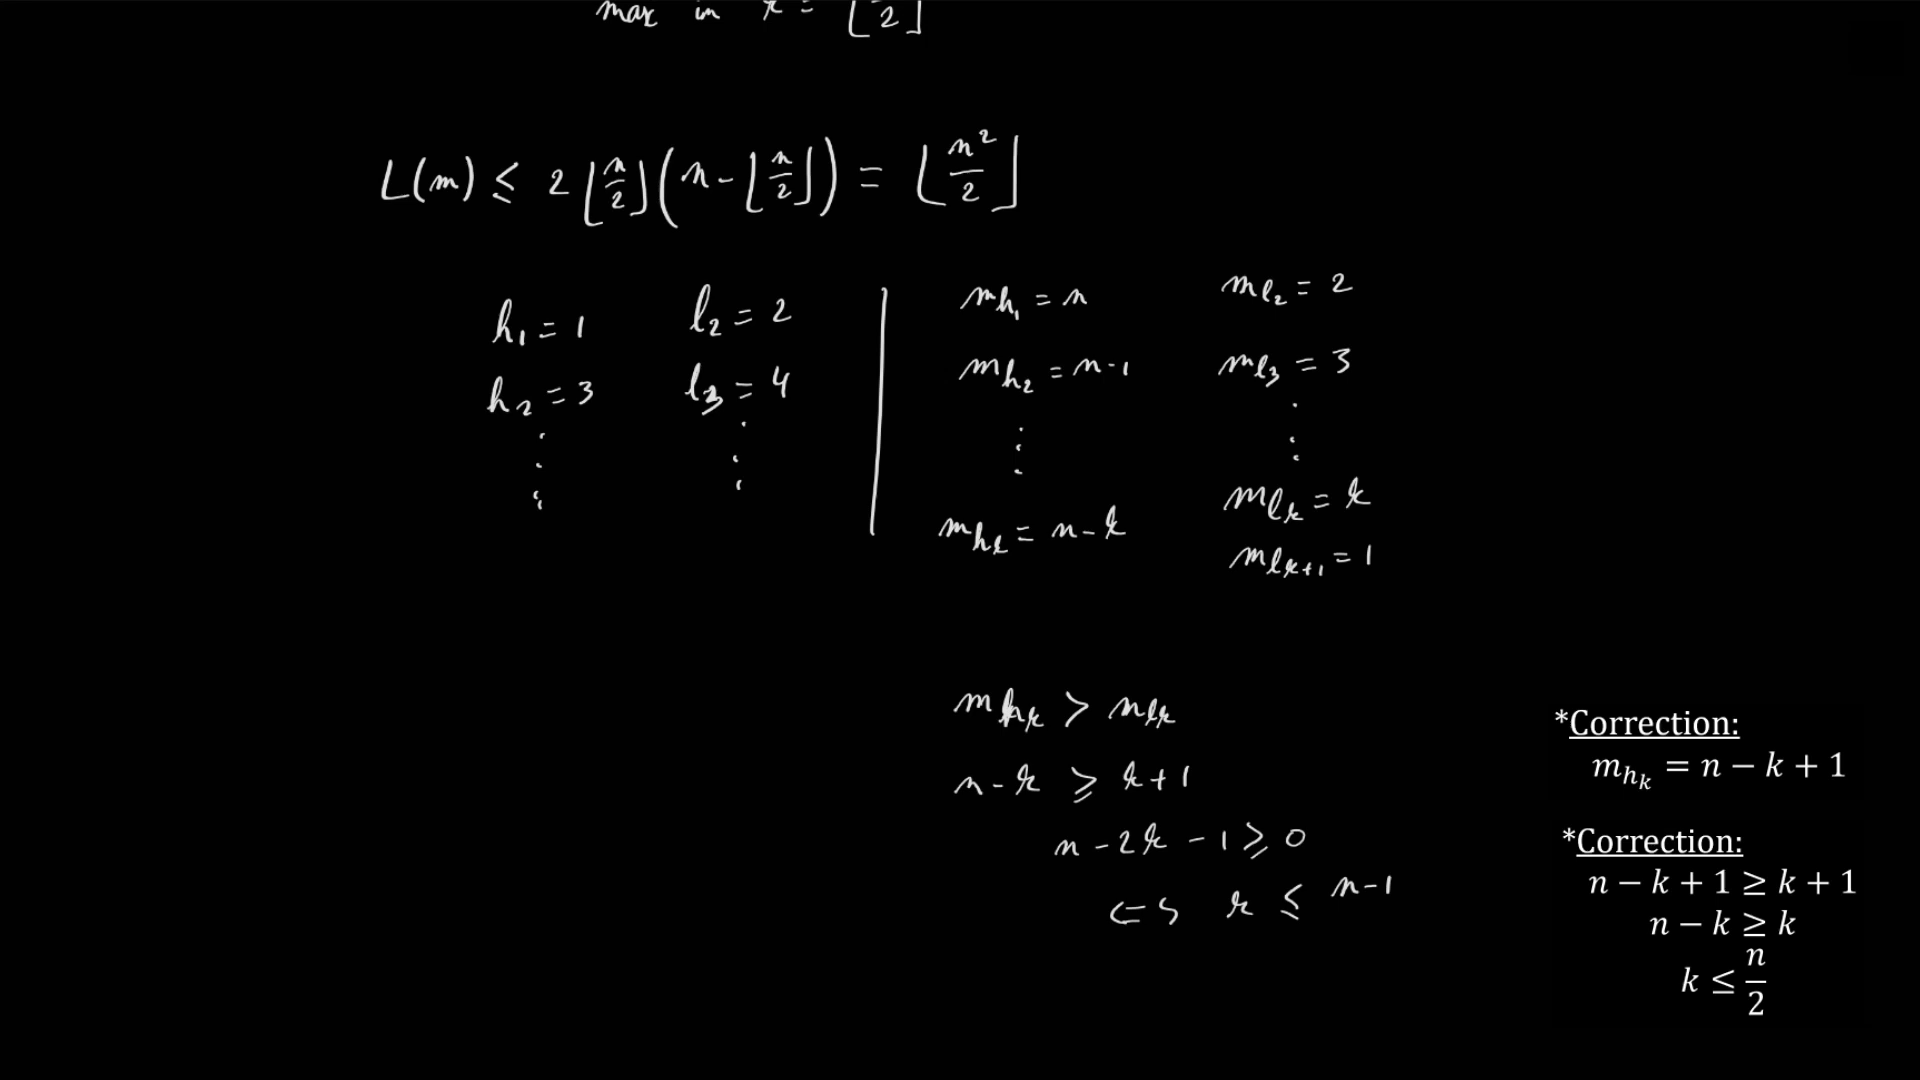 max in x = ⌊n/2⌋
L(m) ≤ 2⌊n/2⌋(n - ⌊n/2⌋) = ⌊n²/2⌋
h₁ = 1 l₂ = 2
h₂ = 3 l₃ = 4
⋮ ⋮
m_{h₁} = n m_{l₂} = 2
m_{h₂} = n-1 m_{l₃} = 3
⋮ ⋮
m_{h_k} = n-k m_{l_k} = k
m_{l_{k+1}} = 1
m_{h_k} > m_{l_k}
n-k ≥ k+1
n-2k-1 ≥ 0
⇔ k ≤ n-1
*Correction:
m_{h_k} = n − k + 1
*Correction:
n − k + 1 ≥ k + 1
n − k ≥ k
k ≤ n/2